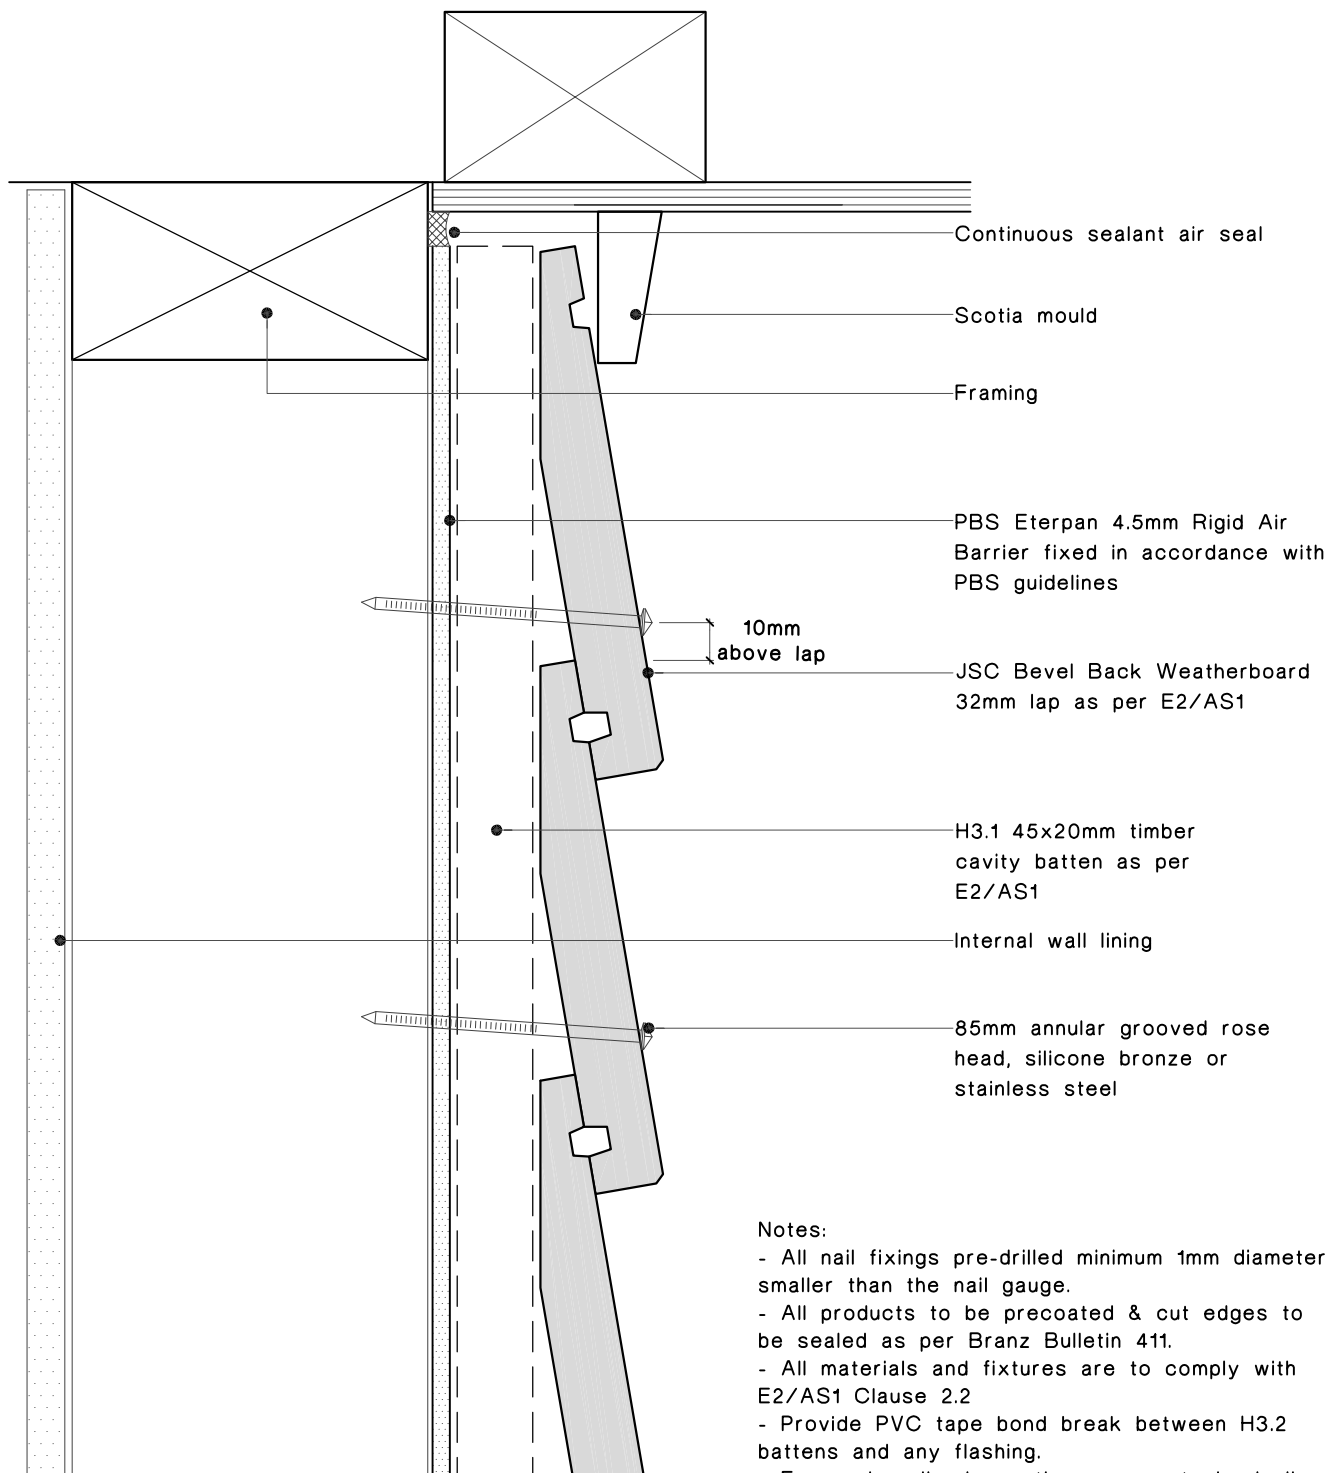 Continuous sealant air seal
Scotia mould
Framing
PBS Eterpan 4.5mm Rigid Air
Barrier fixed in accordance with
PBS guidelines
10mm
above lap
JSC Bevel Back Weatherboard
32mm lap as per E2/AS1
H3.1 45x20mm timber
cavity batten as per
E2/AS1
Internal wall lining
85mm annular grooved rose
head, silicone bronze or
stainless steel
Notes:
- All nail fixings pre-drilled minimum 1mm diameter
smaller than the nail gauge.
- All products to be precoated & cut edges to
be sealed as per Branz Bulletin 411.
- All materials and fixtures are to comply with
E2/AS1 Clause 2.2
- Provide PVC tape bond break between H3.2
battens and any flashing.